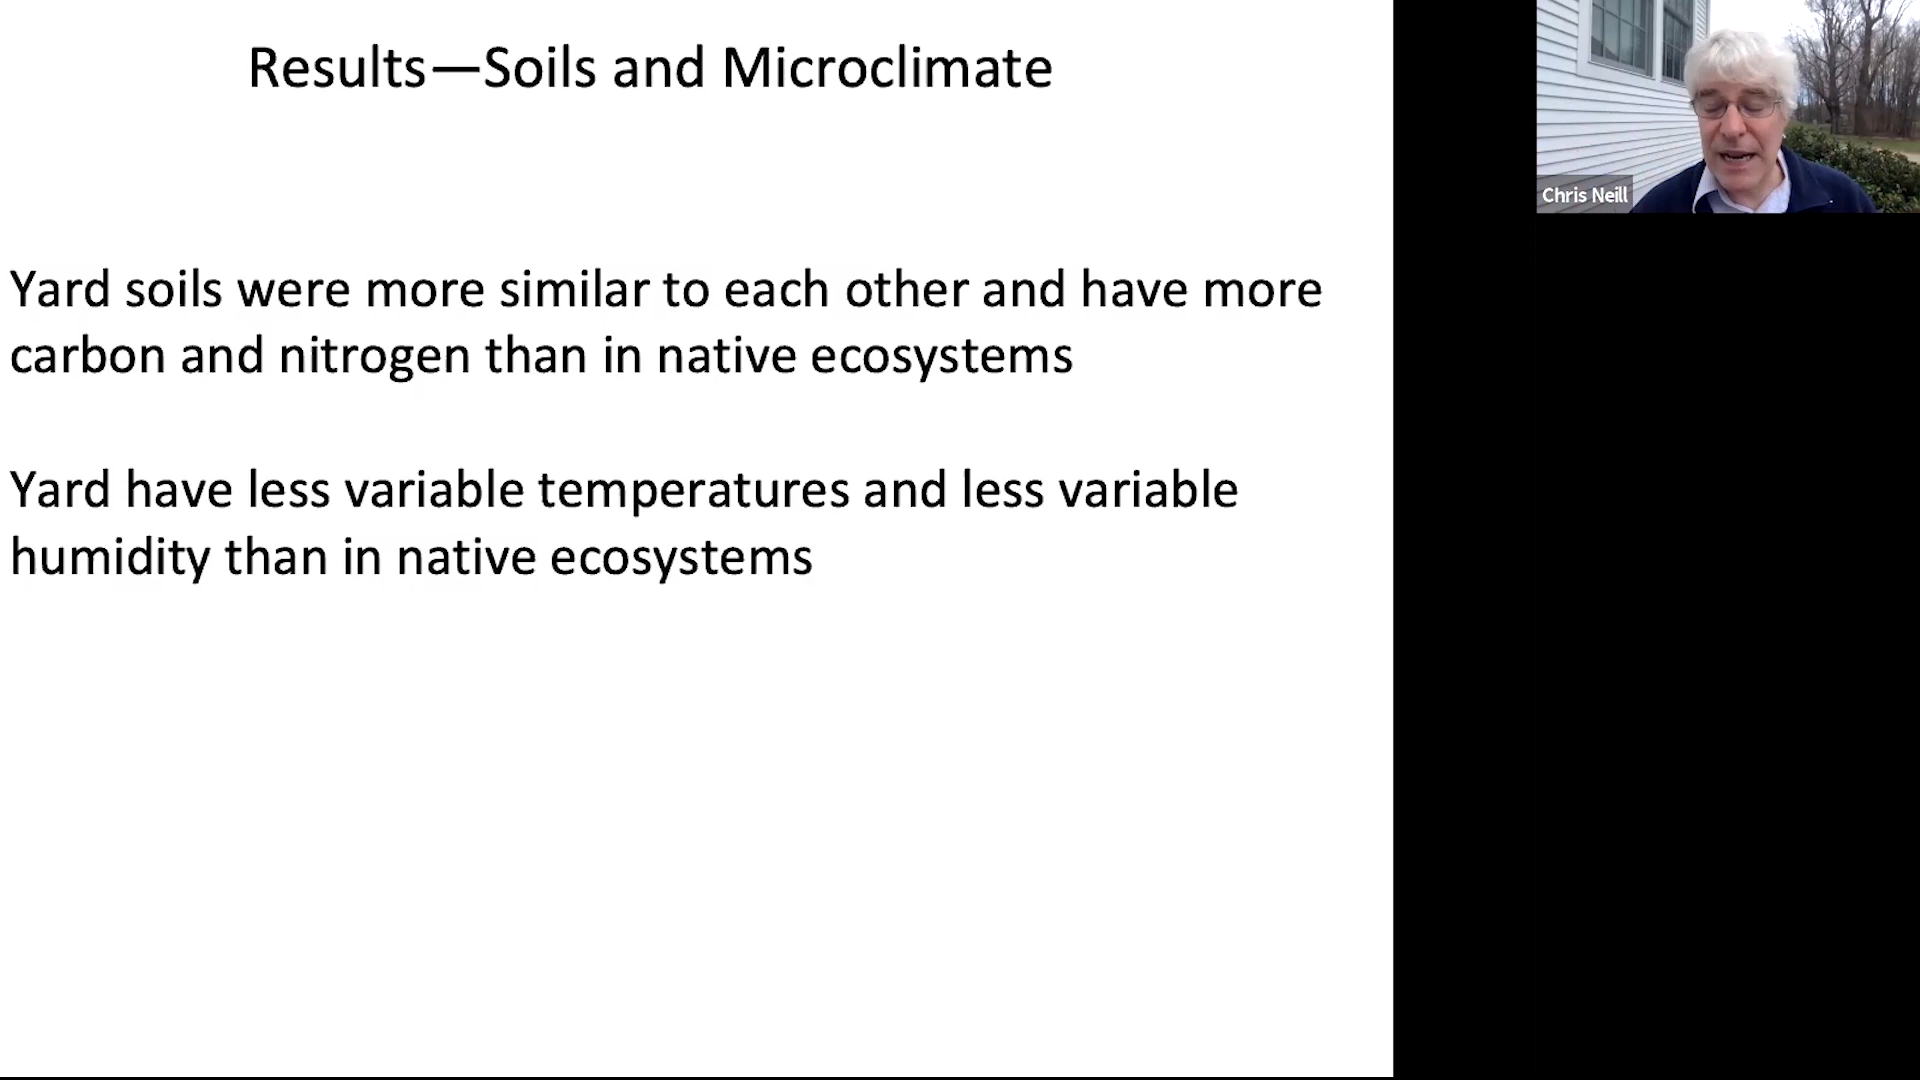 Results—Soils and Microclimate
Yard soils were more similar to each other and have more
carbon and nitrogen than in native ecosystems
Yard have less variable temperatures and less variable
humidity than in native ecosystems
Chris Neill